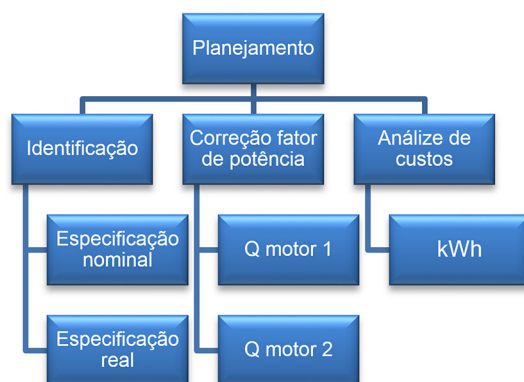 Planejamento
Identificação
Correção fator
de potência
Análize de
custos
Especificação
nominal
Q motor 1
kWh
Especificação
real
Q motor 2